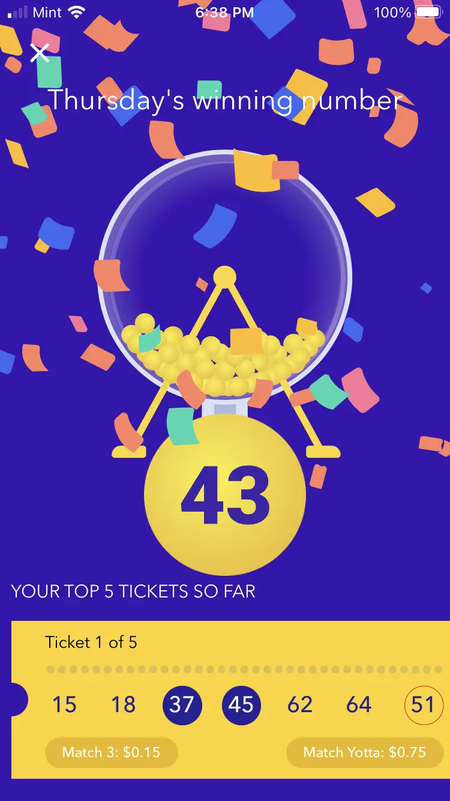 Mint 6:38 PM 100%
Thursday's winning number
43
YOUR TOP 5 TICKETS SO FAR
Ticket 1 of 5
15 18 37 45 62 64 51
Match 3: $0.15 Match Yotta: $0.75